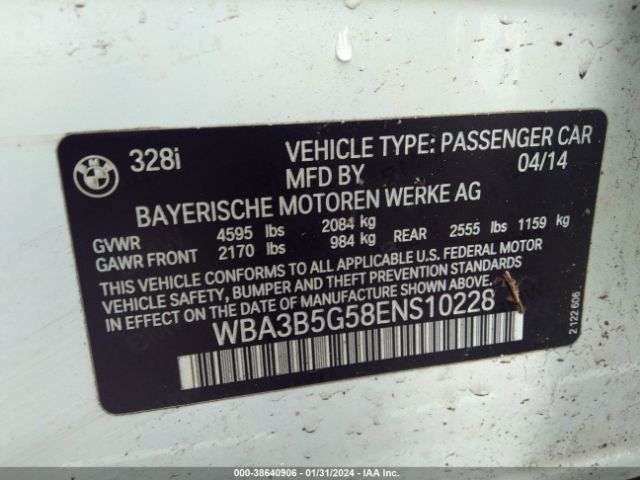 BMW
328i VEHICLE TYPE: PASSENGER CAR
MFD BY 04/14
BAYERISCHE MOTOREN WERKE AG
GVWR 4595 lbs 2084 kg
GAWR FRONT 2170 lbs 984 kg REAR 2555 lbs 1159 kg
THIS VEHICLE CONFORMS TO ALL APPLICABLE U.S. FEDERAL MOTOR
VEHICLE SAFETY, BUMPER, AND THEFT PREVENTION STANDARDS IN
EFFECT ON THE DATE OF MANUFACTURE SHOWN ABOVE.
WBA3B5G58ENS10228
2 122 608
000-38640906 - 01/31/2024 - IAA Inc.